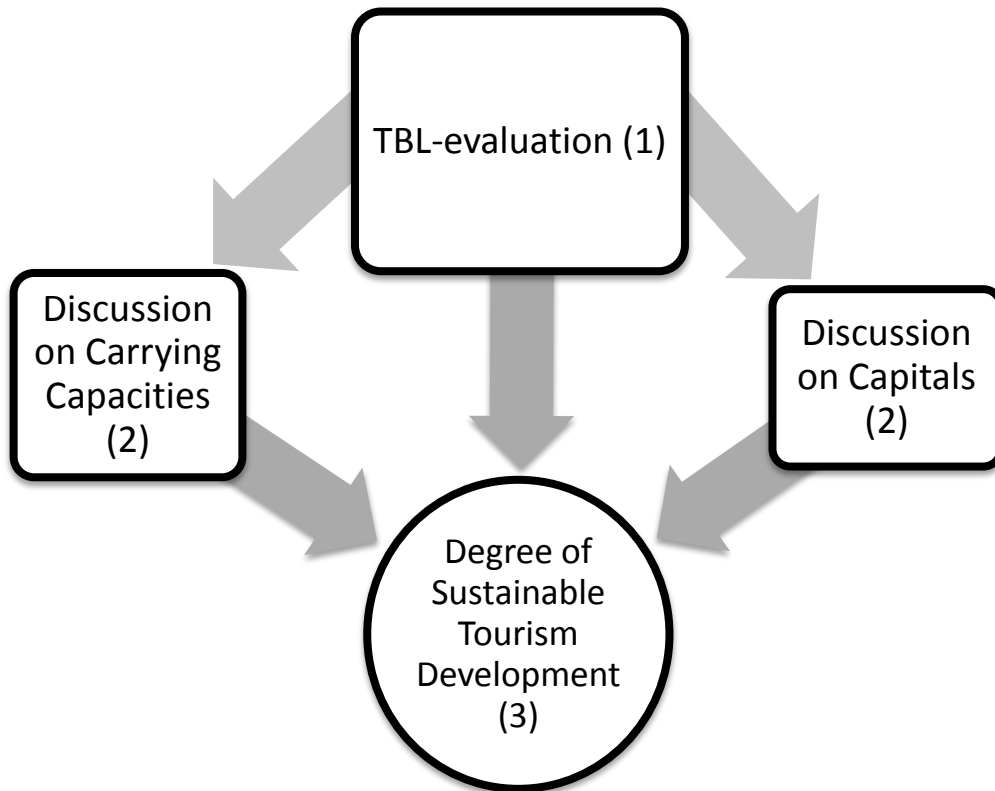 TBL-evaluation (1)
Discussion
on Carrying
Capacities
(2)
Discussion
on Capitals
(2)
Degree of
Sustainable
Tourism
Development
(3)